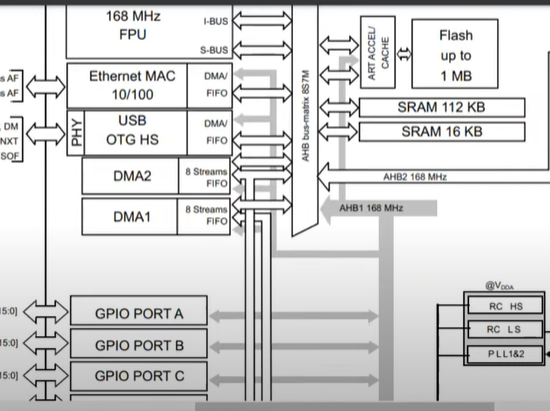 168 MHz
FPU
I-BUS
S-BUS
ART ACCEL/
CACHE
Flash
up to
1 MB
s AF
s AF
Ethernet MAC
10/100
DMA/
FIFO
AHB bus-matrix 8S7M
SRAM 112 KB
SRAM 16 KB
, DM
NXT
SOF
PHY
USB
OTG HS
DMA/
FIFO
DMA2
8 Streams
FIFO
AHB2 168 MHz
DMA1
8 Streams
FIFO
AHB1 168 MHz
@VDDA
RC HS
RC LS
PLL1&2
15:0]
GPIO PORT A
15:0]
GPIO PORT B
15:0]
GPIO PORT C